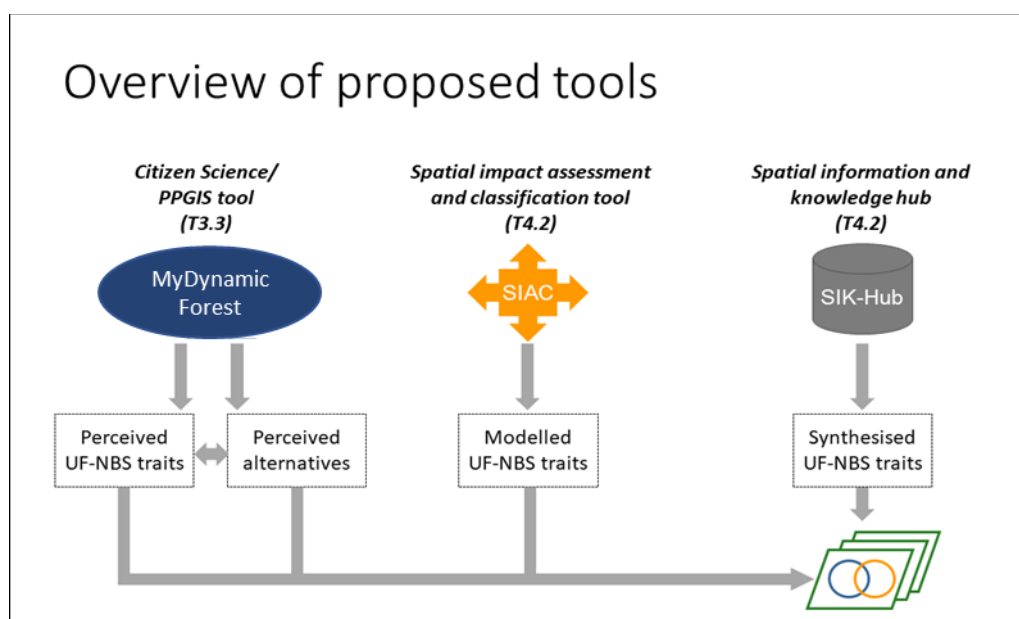 Overview of proposed tools
Citizen Science/
PPGIS tool
(T3.3)
Spatial impact assessment
and classification tool
(T4.2)
Spatial information and
knowledge hub
(T4.2)
MyDynamic
Forest
SIAC
SIK-Hub
Perceived
UF-NBS traits
Perceived
alternatives
Modelled
UF-NBS traits
Synthesised
UF-NBS traits